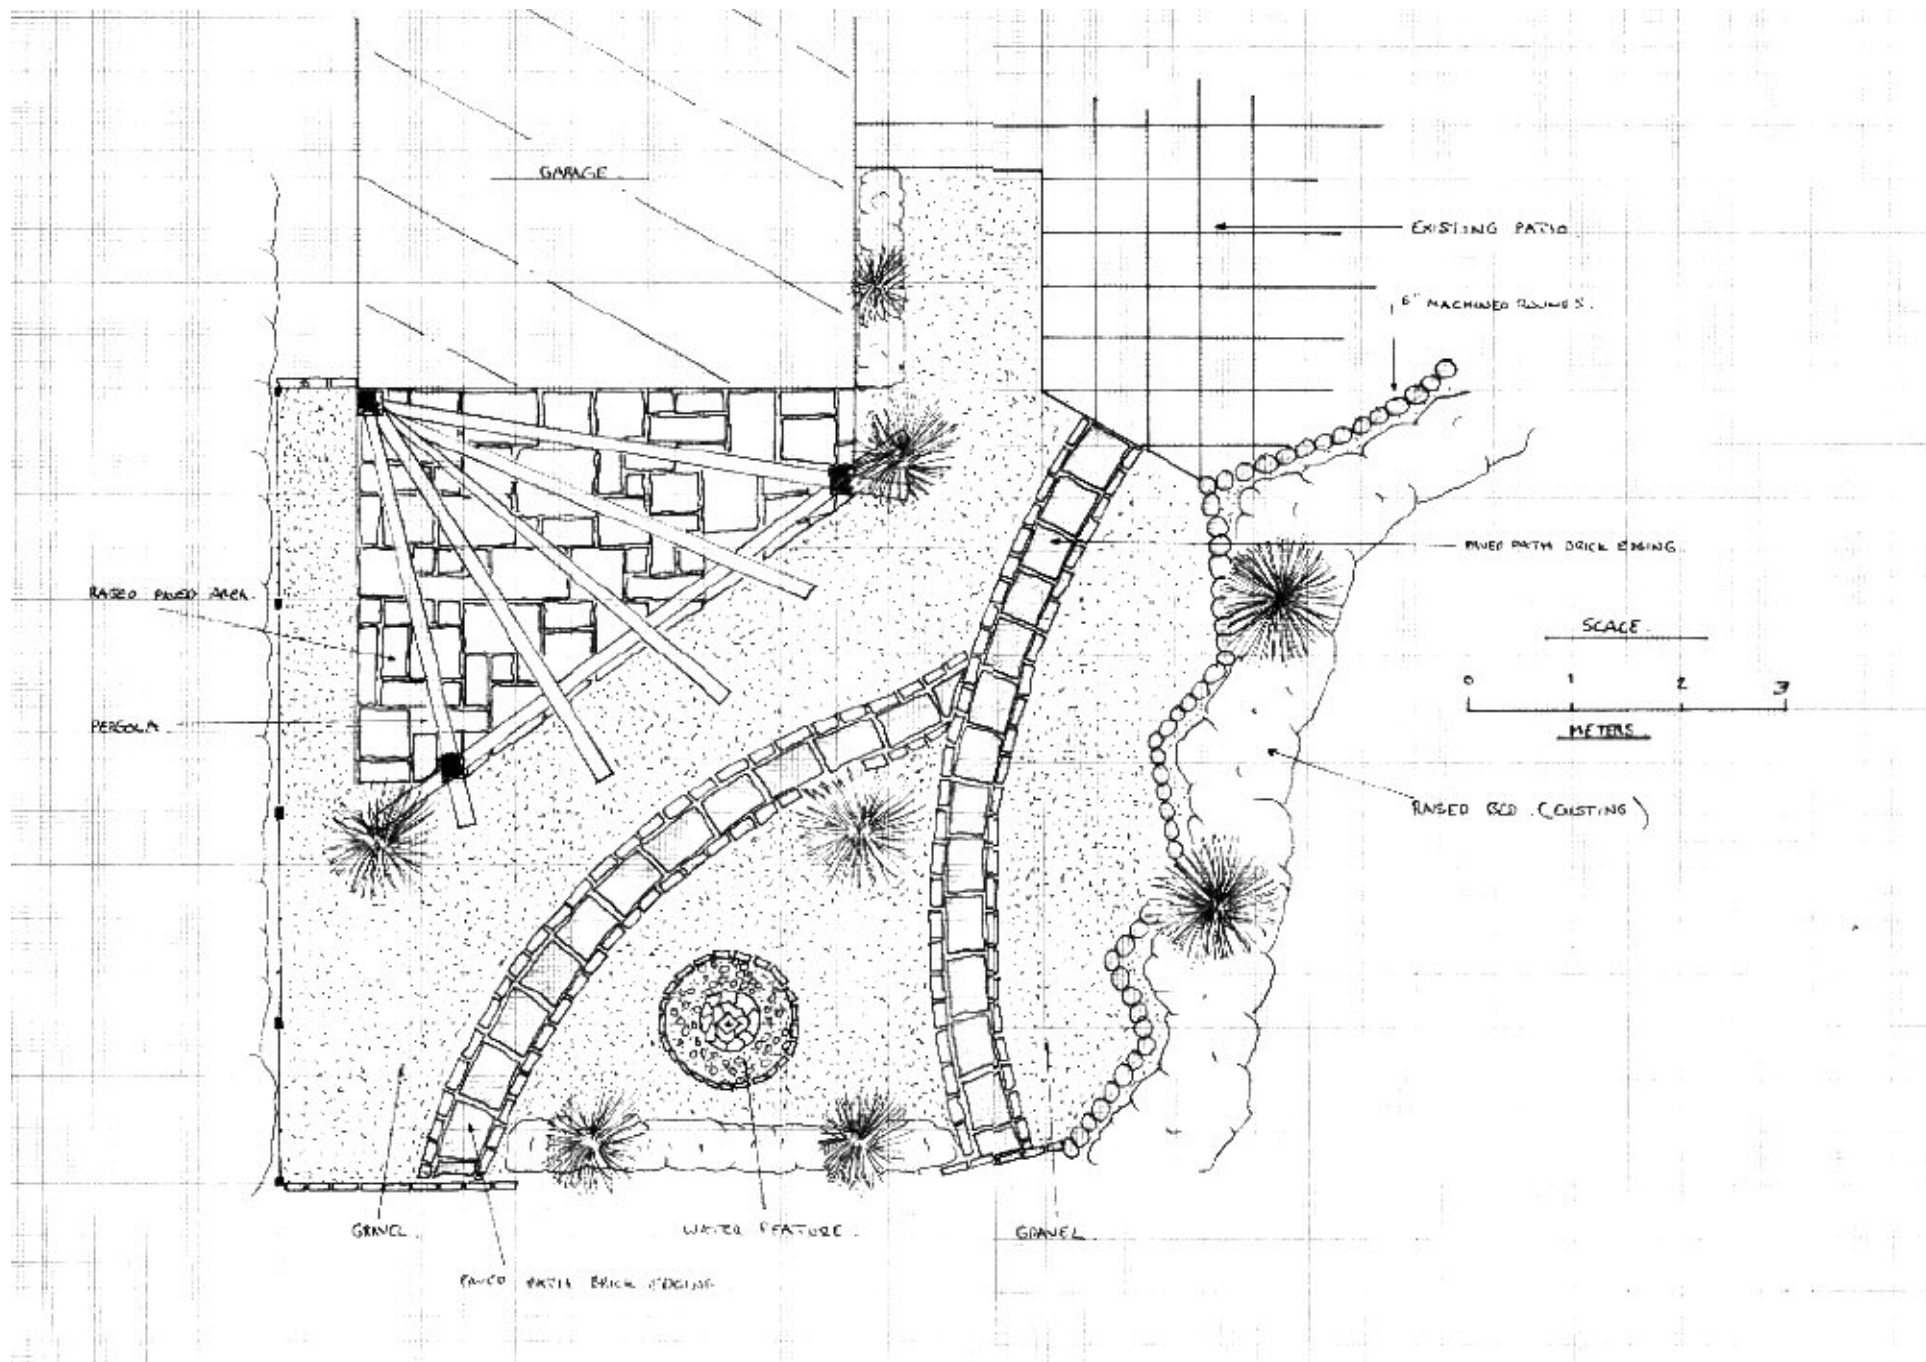 GARAGE
EXISTING PATIO
6" MACHINED ROUNDS.
PAVED PATH BRICK EDGING
RAISED PAVED AREA.
SCALE
0 1 2 3
METERS
PERGOLA
RAISED BED. (EXISTING)
GRAVEL.
WATER FEATURE.
GRAVEL
PAVED PATH BRICK EDGING